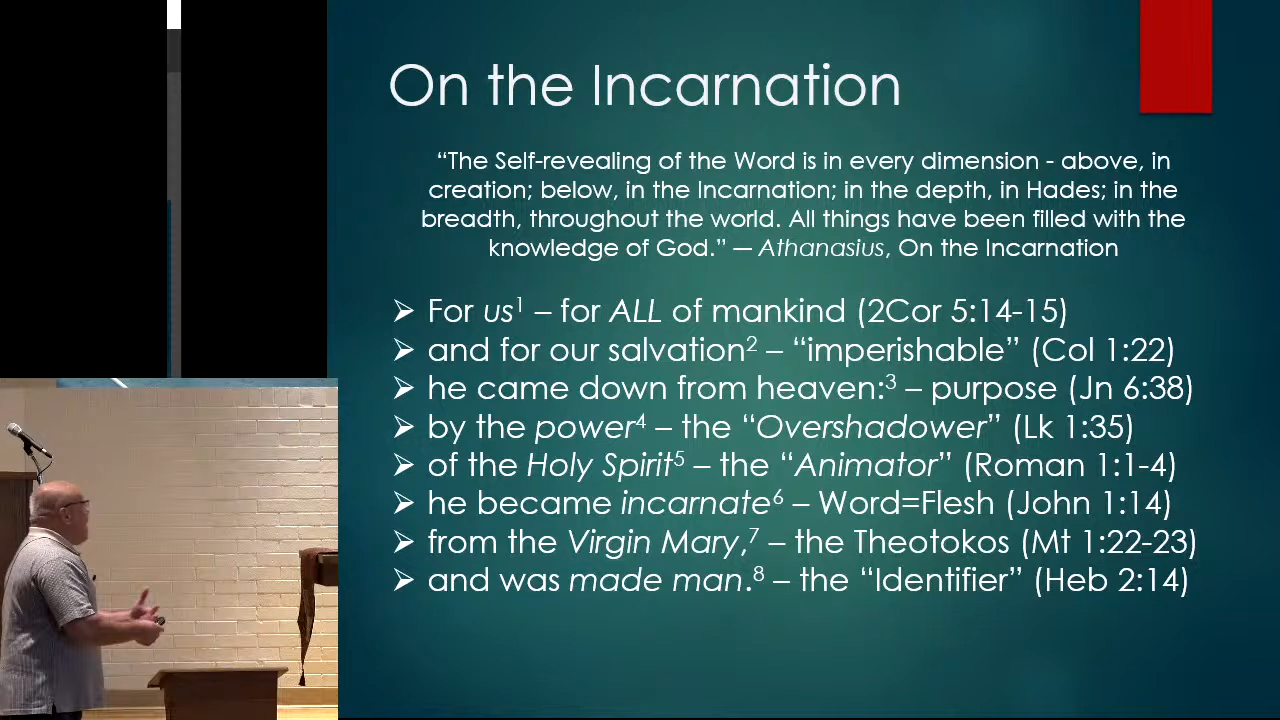 On the Incarnation
“The Self-revealing of the Word is in every dimension - above, in
creation; below, in the Incarnation; in the depth, in Hades; in the
breadth, throughout the world. All things have been filled with the
knowledge of God.” — Athanasius, On the Incarnation
➢ For us¹ – for ALL of mankind (2Cor 5:14-15)
➢ and for our salvation² – “imperishable” (Col 1:22)
➢ he came down from heaven:³ – purpose (Jn 6:38)
➢ by the power⁴ – the “Overshadower” (Lk 1:35)
➢ of the Holy Spirit⁵ – the “Animator” (Roman 1:1-4)
➢ he became incarnate⁶ – Word=Flesh (John 1:14)
➢ from the Virgin Mary,⁷ – the Theotokos (Mt 1:22-23)
➢ and was made man.⁸ – the “Identifier” (Heb 2:14)